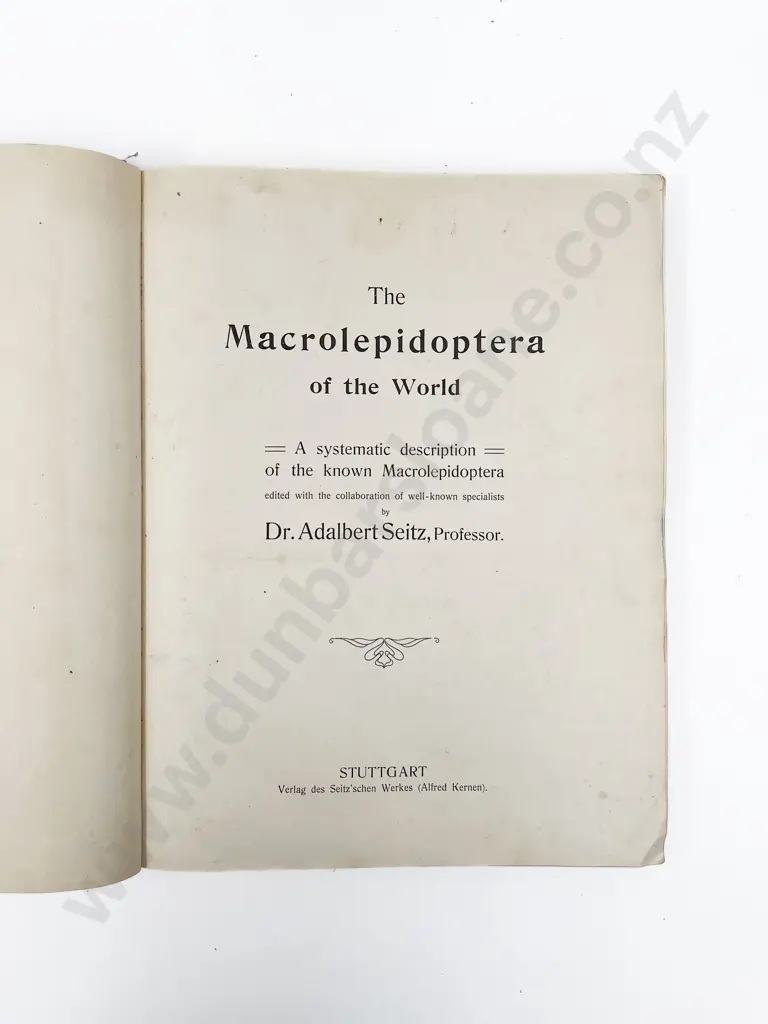 The
Macrolepidoptera
of the World
A systematic description
of the known Macrolepidoptera
edited with the collaboration of well-known specialists
by
Dr. Adalbert Seitz, Professor.
STUTTGART
Verlag des Seitz'schen Werkes (Alfred Kernen).
www.dunbarsloane.co.nz